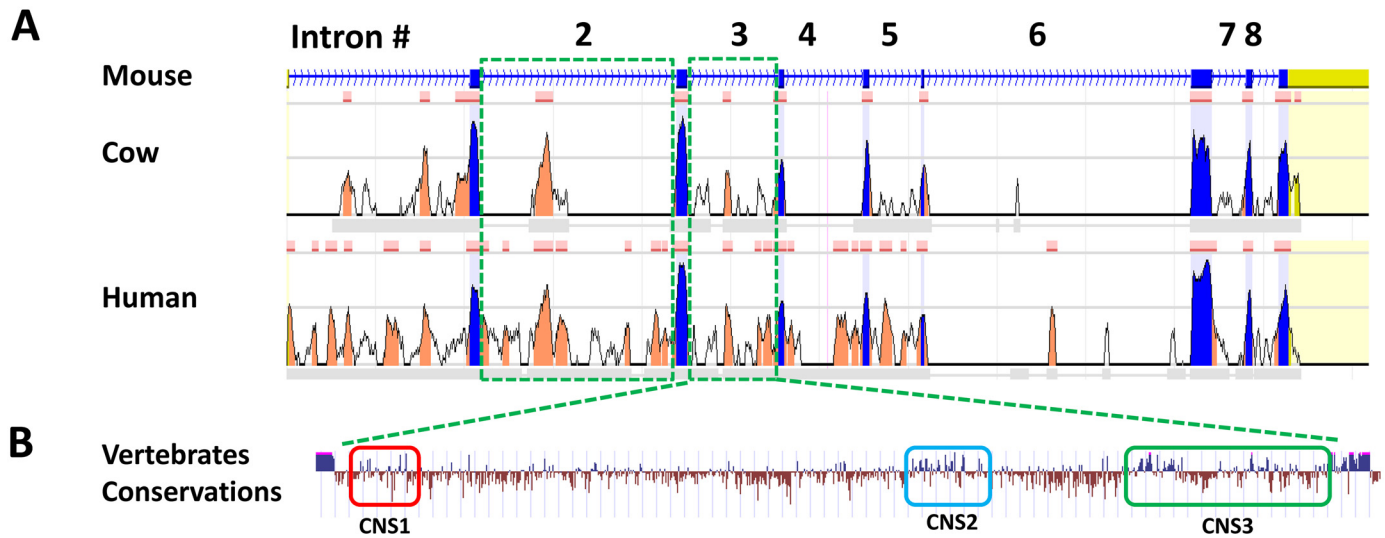 A
Intron # 2 3 4 5 6 7 8
Mouse
Cow
Human
B
Vertebrates
Conservations
CNS1 CNS2 CNS3